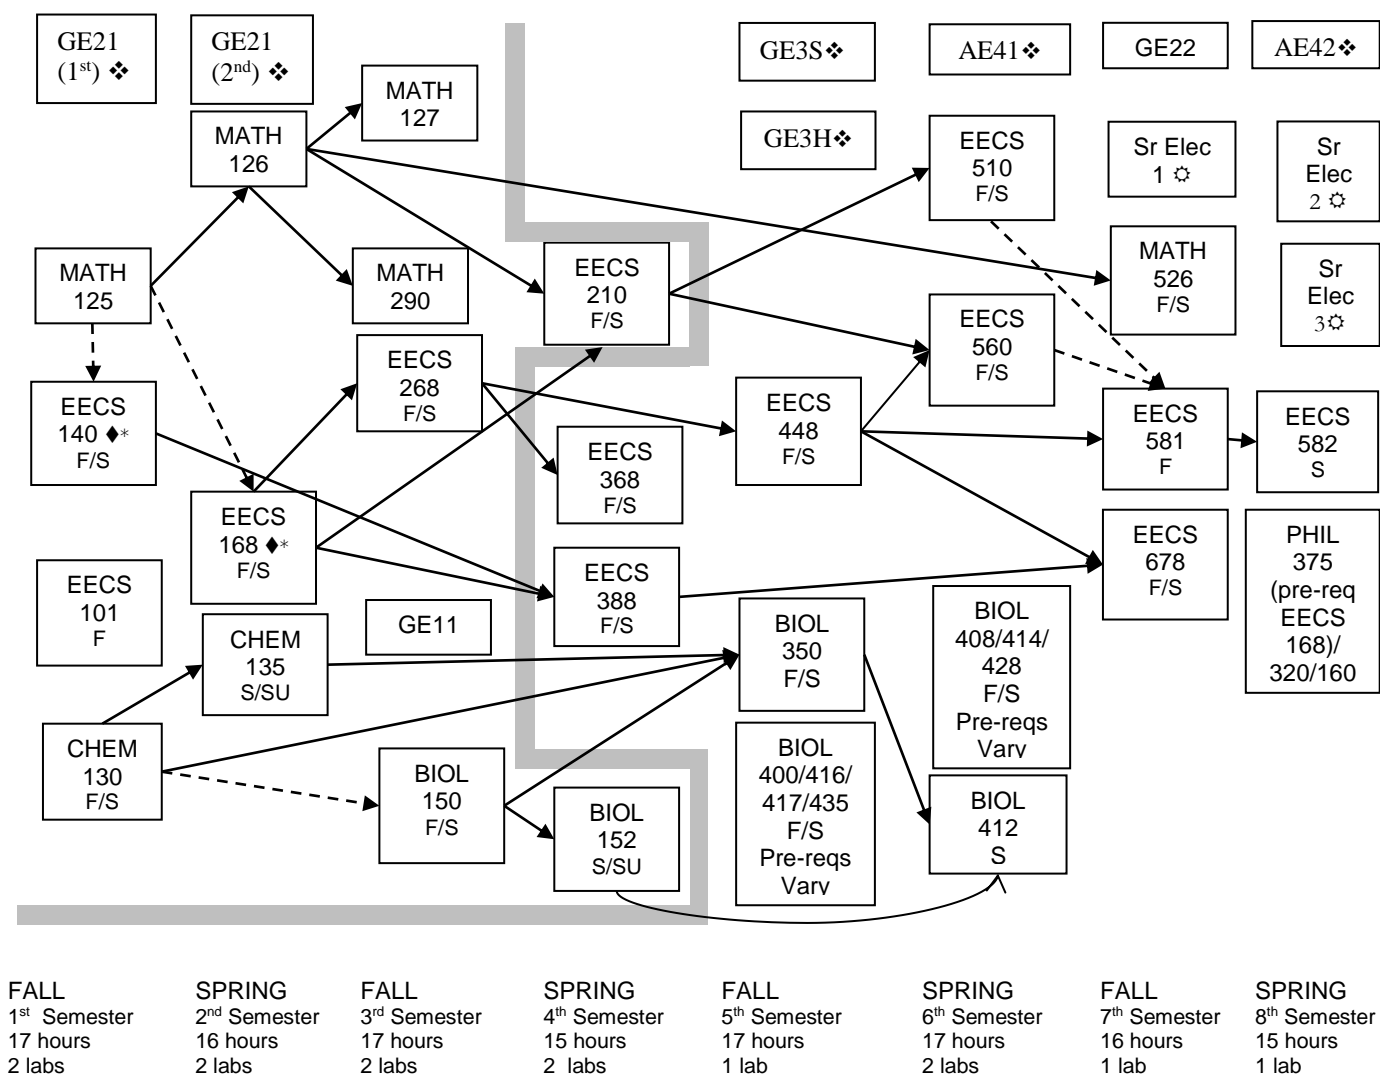 GE21
(1st) ❖
GE21
(2nd) ❖
MATH
127
GE3S❖
AE41❖
GE22
AE42❖
MATH
126
GE3H❖
EECS
510
F/S
Sr Elec
1 ☼
Sr
Elec
2 ☼
MATH
125
MATH
290
EECS
210
F/S
MATH
526
F/S
Sr
Elec
3☼
EECS
268
F/S
EECS
560
F/S
EECS
140 ♦*
F/S
EECS
448
F/S
EECS
581
F
EECS
582
S
EECS
368
F/S
EECS
168 ♦*
F/S
EECS
678
F/S
PHIL
375
(pre-req
EECS
168)/
320/160
EECS
101
F
EECS
388
F/S
GE11
CHEM
135
S/SU
BIOL
350
F/S
BIOL
408/414/
428
F/S
Pre-reqs
Vary
CHEM
130
F/S
BIOL
150
F/S
BIOL
400/416/
417/435
F/S
Pre-reqs
Vary
BIOL
152
S/SU
BIOL
412
S
FALL
1st Semester
17 hours
2 labs
SPRING
2nd Semester
16 hours
2 labs
FALL
3rd Semester
17 hours
2 labs
SPRING
4th Semester
15 hours
2 labs
FALL
5th Semester
17 hours
1 lab
SPRING
6th Semester
17 hours
2 labs
FALL
7th Semester
16 hours
1 lab
SPRING
8th Semester
15 hours
1 lab